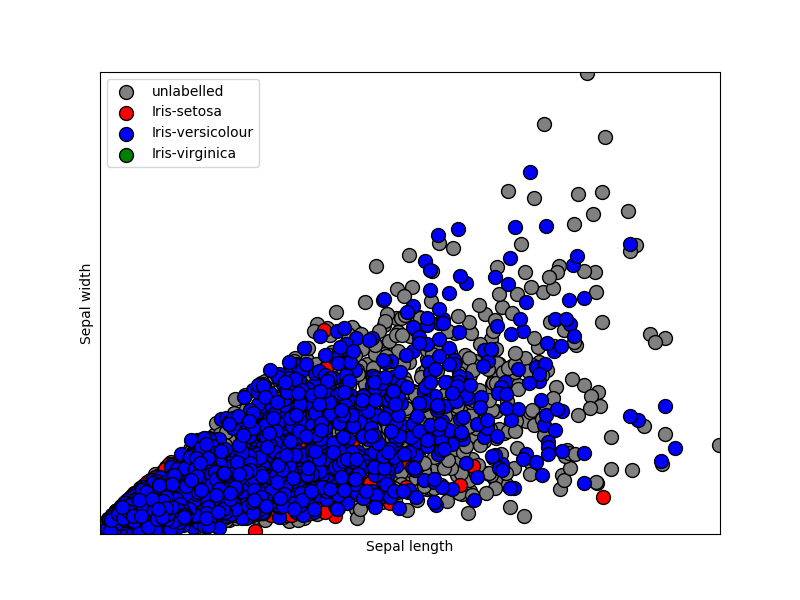 unlabelled
Iris-setosa
Iris-versicolour
Iris-virginica
Sepal width
Sepal length